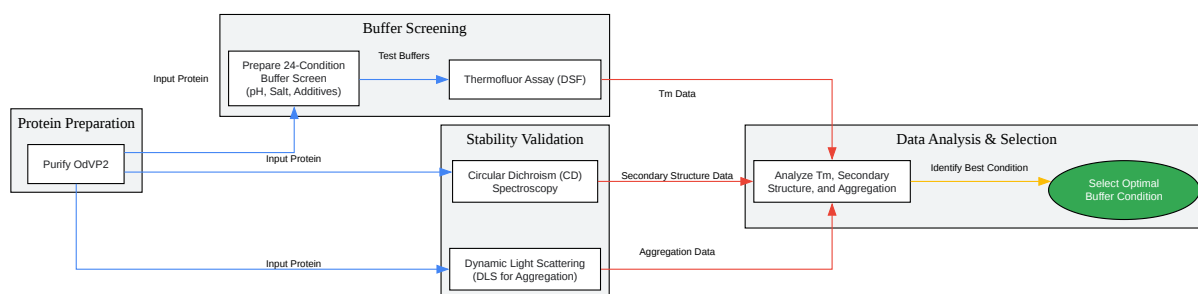 Buffer Screening
Prepare 24-Condition
Buffer Screen
(pH, Salt, Additives)
Test Buffers
Thermofluor Assay (DSF)
Input Protein
Tm Data
Protein Preparation
Purify OdVP2
Input Protein
Stability Validation
Circular Dichroism (CD)
Spectroscopy
Secondary Structure Data
Data Analysis & Selection
Analyze Tm, Secondary
Structure, and Aggregation
Identify Best Condition
Select Optimal
Buffer Condition
Input Protein
Dynamic Light Scattering
(DLS for Aggregation)
Aggregation Data